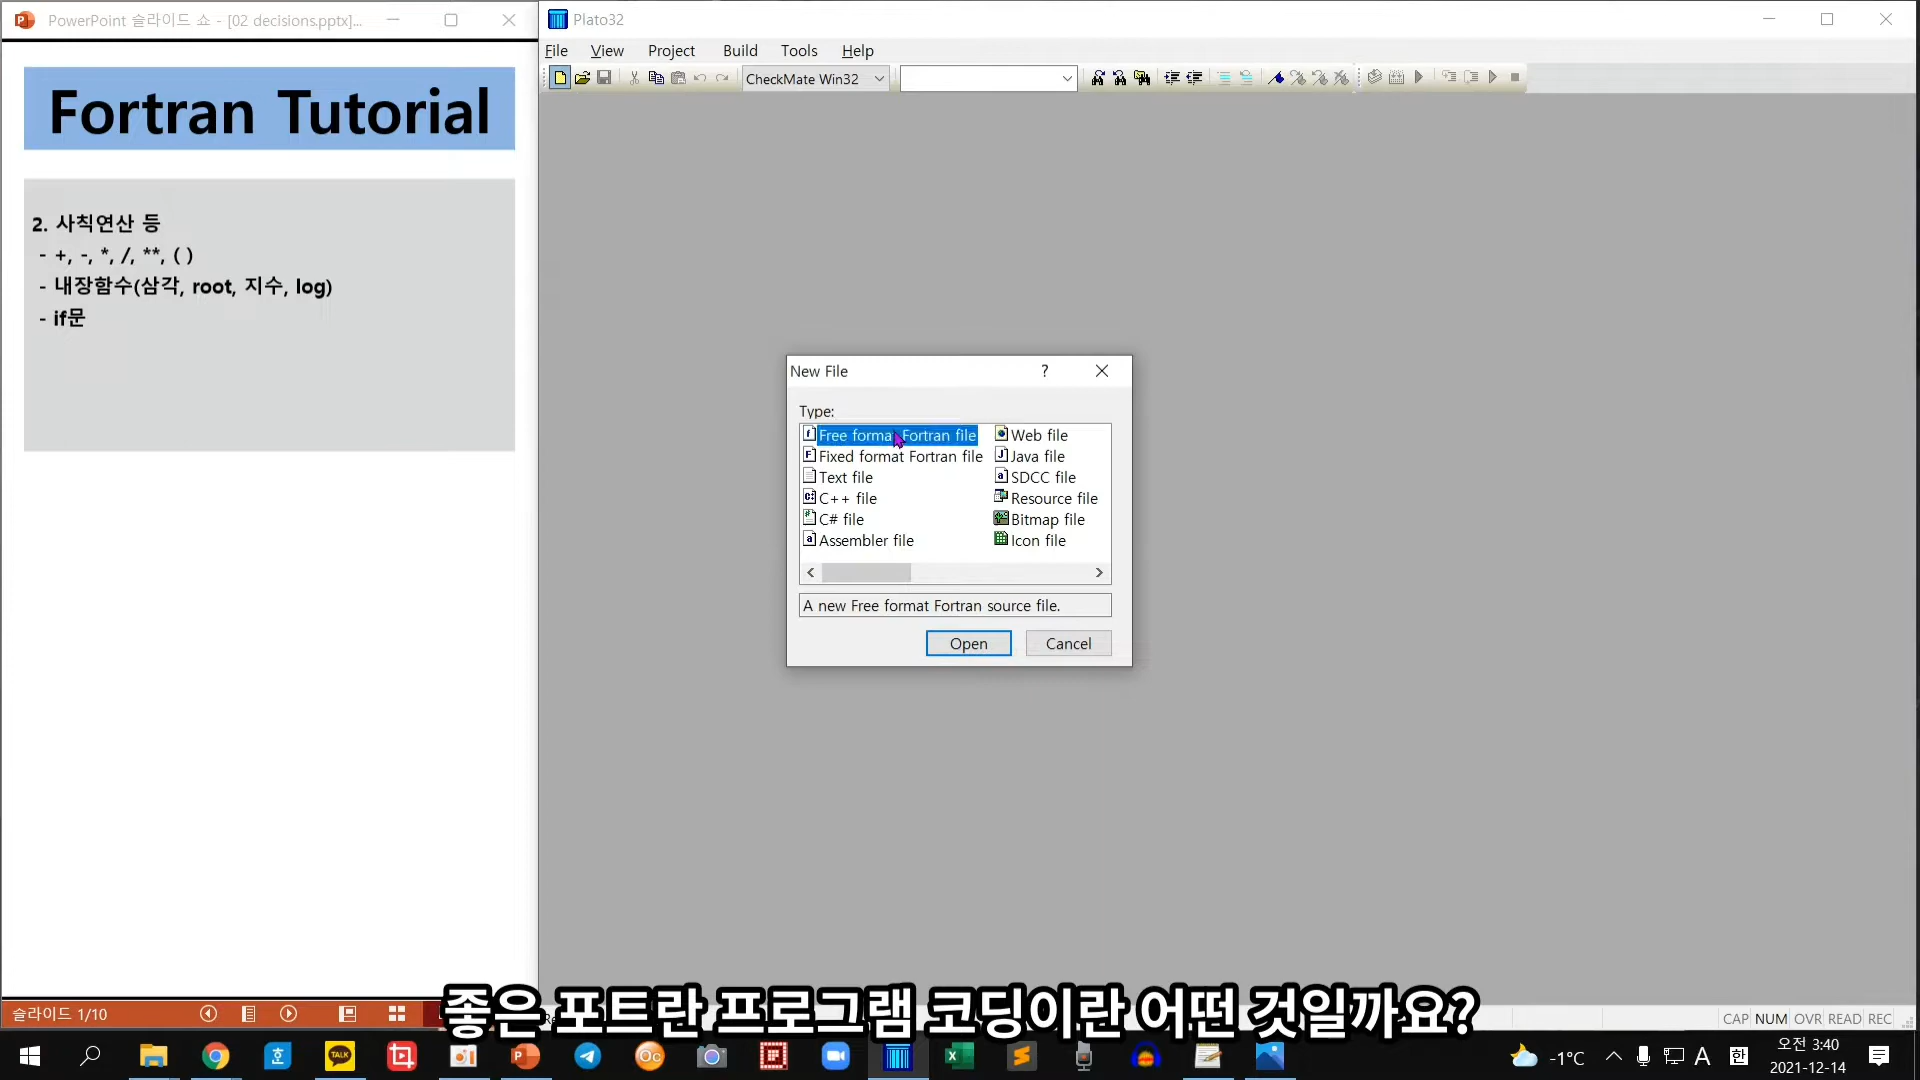 PowerPoint 슬라이드 쇼 - [02 decisions.pptx]...
Fortran Tutorial
2. 사칙연산 등
- +, -, *, /, **, ( )
- 내장함수(삼각, root, 지수, log)
- if문
슬라이드 1/10
Plato32
File View Project Build Tools Help
CheckMate Win32
New File ?
Type:
Free format Fortran file
Fixed format Fortran file
Text file
C++ file
C# file
Assembler file
Web file
Java file
SDCC file
Resource file
Bitmap file
Icon file
A new Free format Fortran source file.
Open Cancel
좋은 포트란 프로그램 코딩이란 어떤 것일까요?
CAP NUM OVR READ REC
TALK
-1°C A 한 오전 3:40
2021-12-14